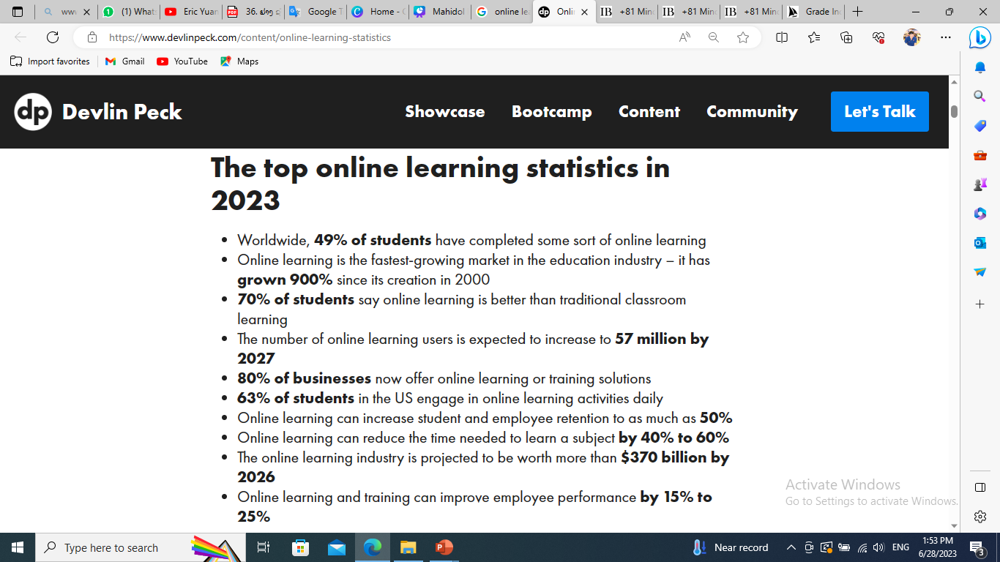 www
(1) What
Eric Yuan
36.
Google T
Home - C
Mahidol
online le
Onli
+81 Min
+81 Min
+81 Min
Grade Inc
https://www.devlinpeck.com/content/online-learning-statistics
Import favorites
Gmail
YouTube
Maps
dp Devlin Peck
Showcase
Bootcamp
Content
Community
Let's Talk
The top online learning statistics in
2023
• Worldwide, 49% of students have completed some sort of online learning
• Online learning is the fastest-growing market in the education industry – it has
grown 900% since its creation in 2000
• 70% of students say online learning is better than traditional classroom
learning
• The number of online learning users is expected to increase to 57 million by
2027
• 80% of businesses now offer online learning or training solutions
• 63% of students in the US engage in online learning activities daily
• Online learning can increase student and employee retention to as much as 50%
• Online learning can reduce the time needed to learn a subject by 40% to 60%
• The online learning industry is projected to be worth more than $370 billion by
2026
• Online learning and training can improve employee performance by 15% to
25%
Activate Windows
Go to Settings to activate Windows.
Type here to search
Near record
ENG
1:53 PM
6/28/2023
3